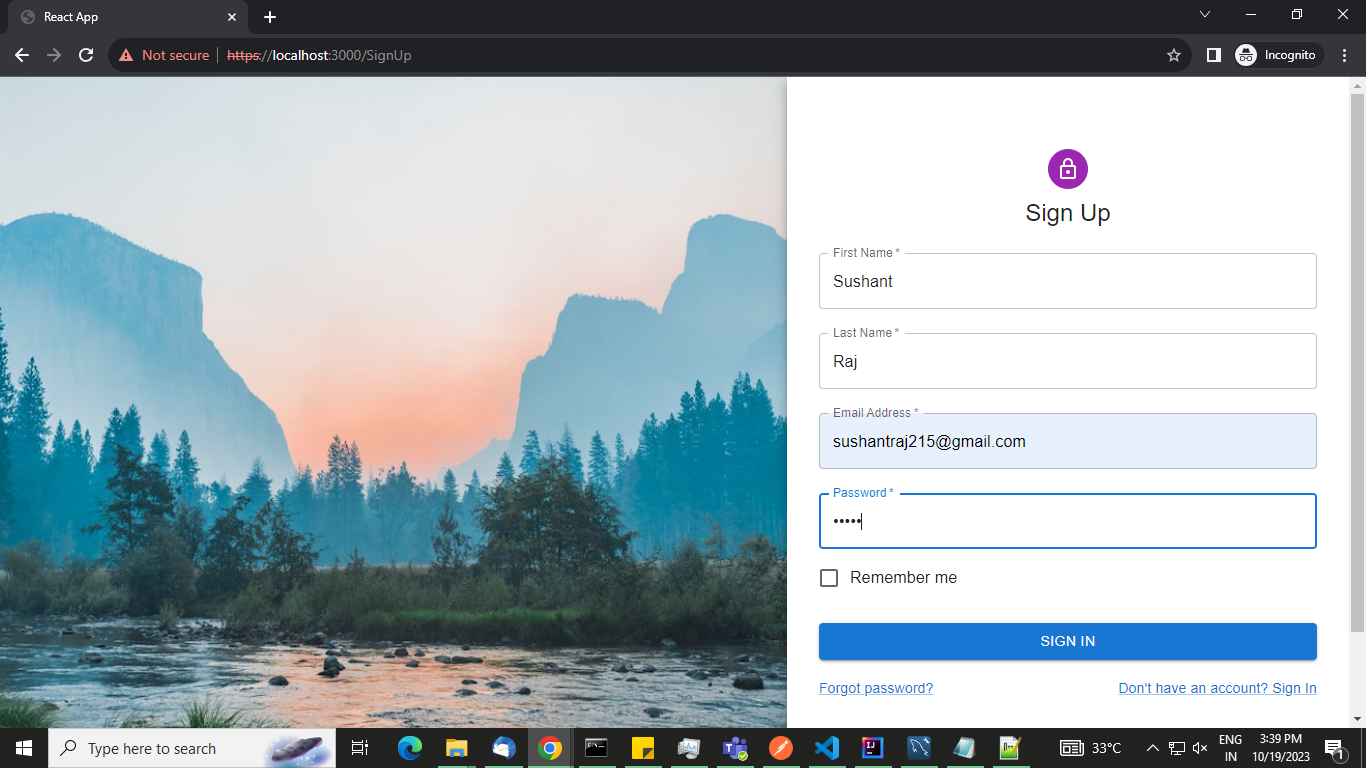 React App
Not secure https://localhost:3000/SignUp
Incognito
Sign Up
First Name *
Sushant
Last Name *
Raj
Email Address *
sushantraj215@gmail.com
Password *
•••••
Remember me
SIGN IN
Forgot password? Don't have an account? Sign In
Type here to search
33°C
ENG
IN
3:39 PM
10/19/2023
1